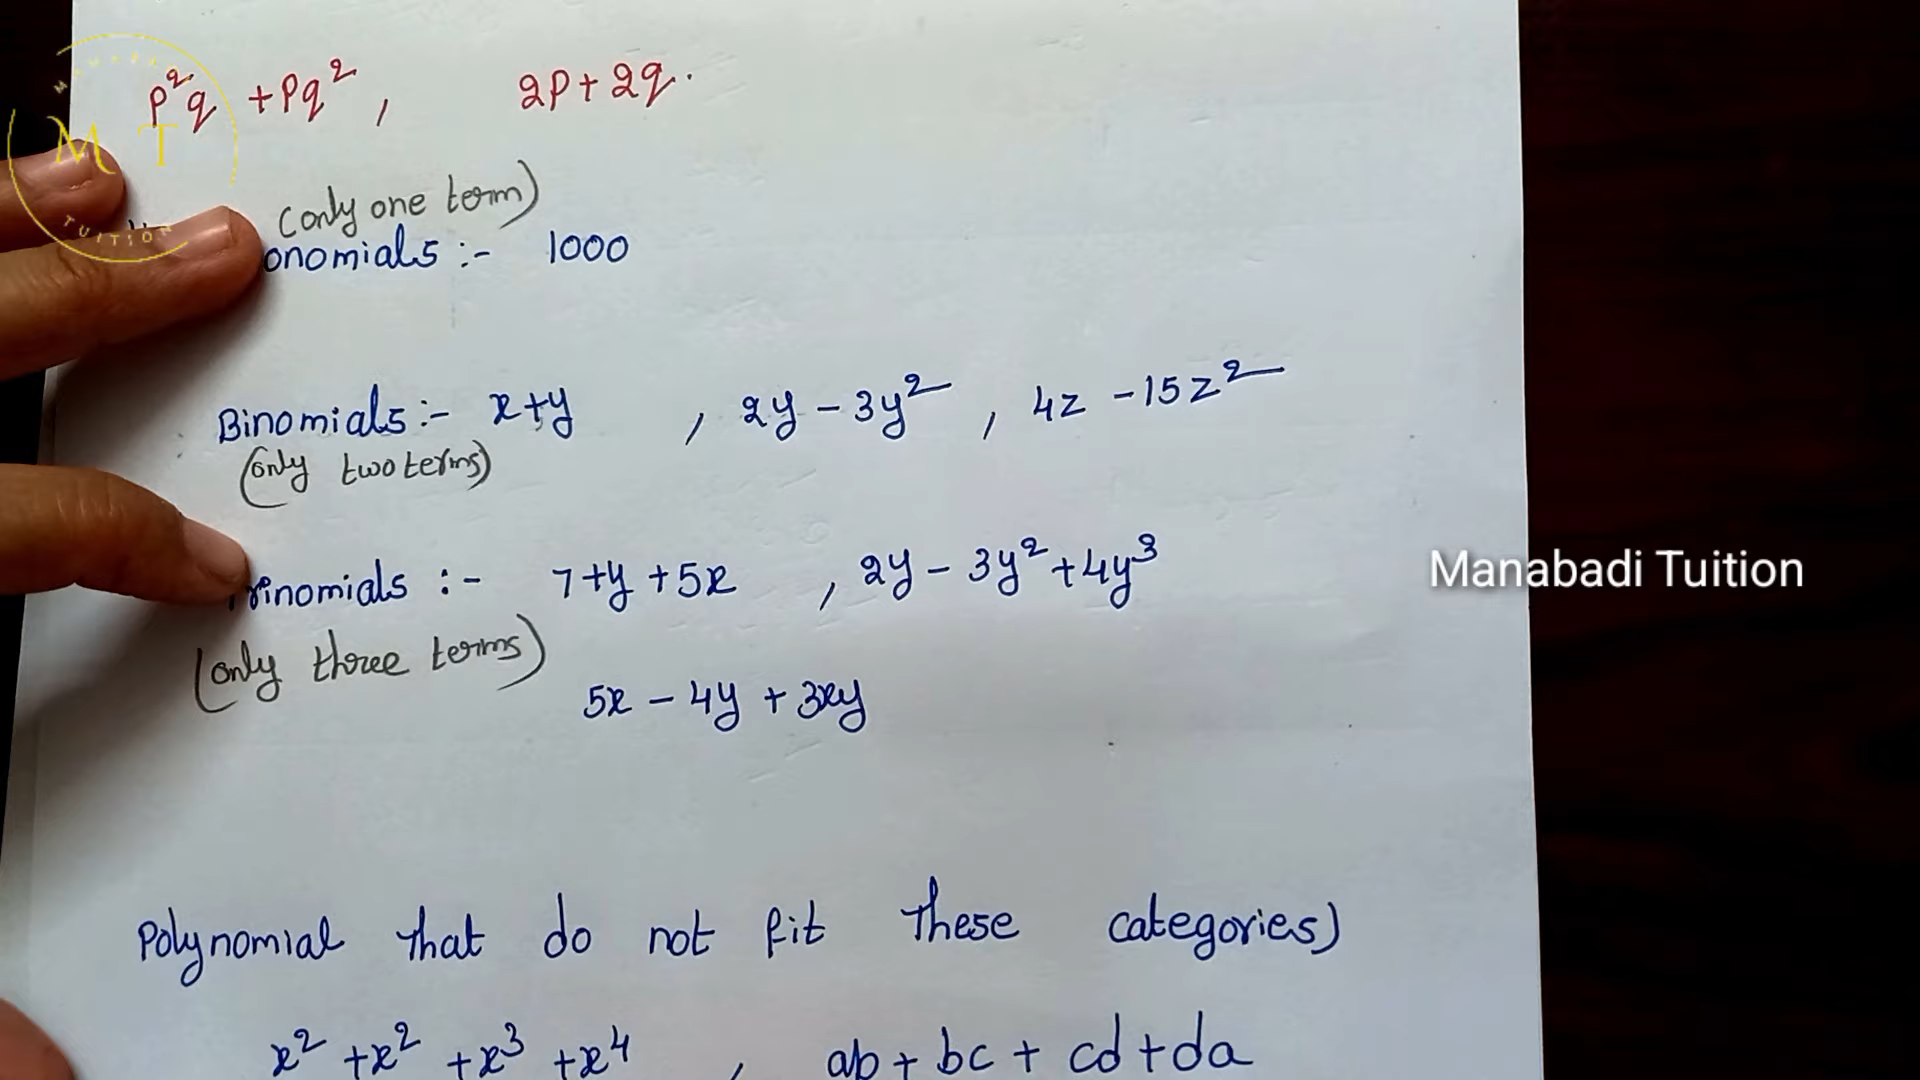 p²q + pq² , 2p + 2q.
M T
TUITION
(only one term)
onomials :- 1000
Binomials :- x+y , 2y - 3y² , 4z - 15z²
(only two terms)
rinomials :- 7+y+5x , 2y - 3y² + 4y³
Manabadi Tuition
(only three terms)
5x - 4y + 3xy
Polynomial that do not fit these categories)
x² + x² + x³ + x⁴ , ab + bc + cd + da